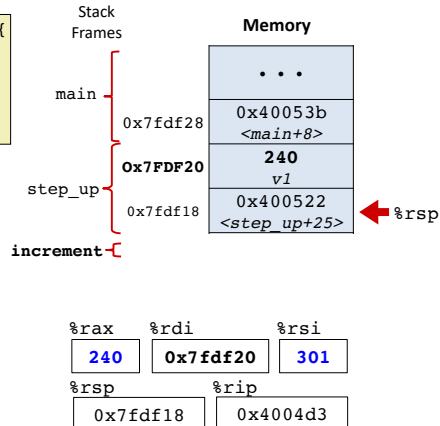 {
Stack
Frames
Memory
• • •
main
0x7fdf28
0x40053b
<main+8>
Ox7FDF20
240
v1
step_up
0x7fdf18
0x400522
<step_up+25>
%rsp
increment
%rax %rdi %rsi
240 0x7fdf20 301
%rsp %rip
0x7fdf18 0x4004d3